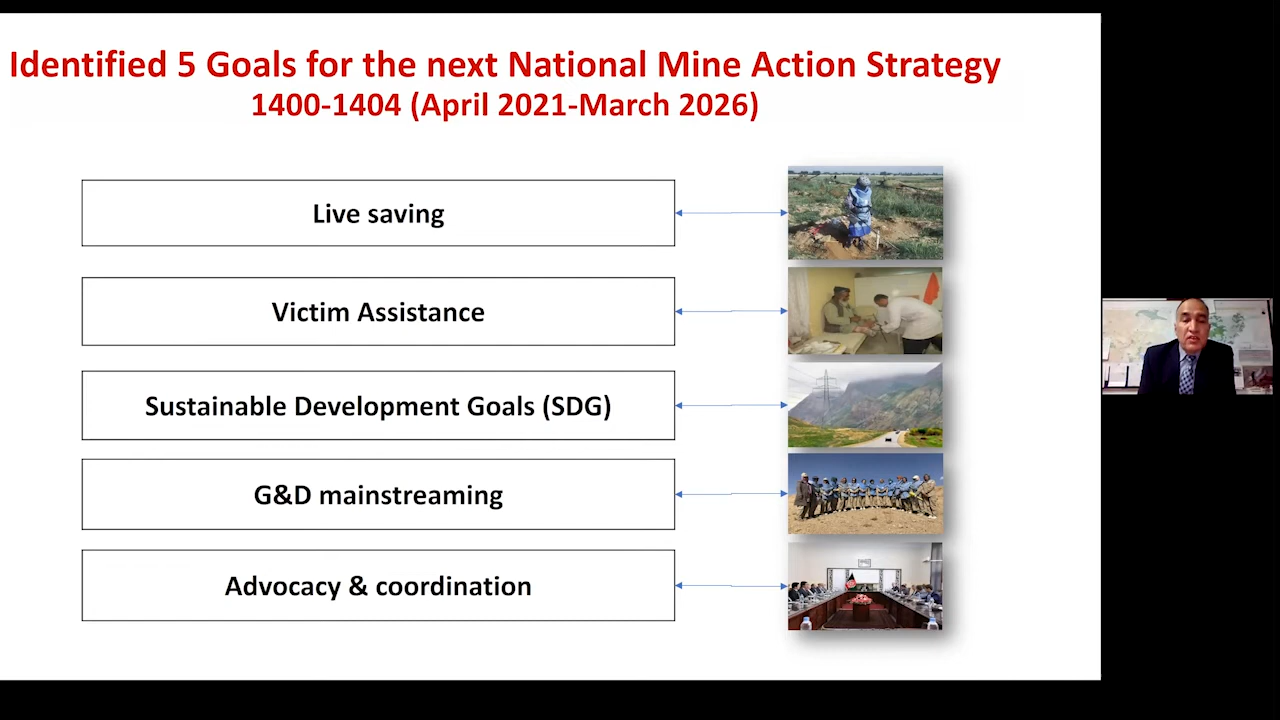 Identified 5 Goals for the next National Mine Action Strategy
1400-1404 (April 2021-March 2026)
Live saving
Victim Assistance
Sustainable Development Goals (SDG)
G&D mainstreaming
Advocacy & coordination